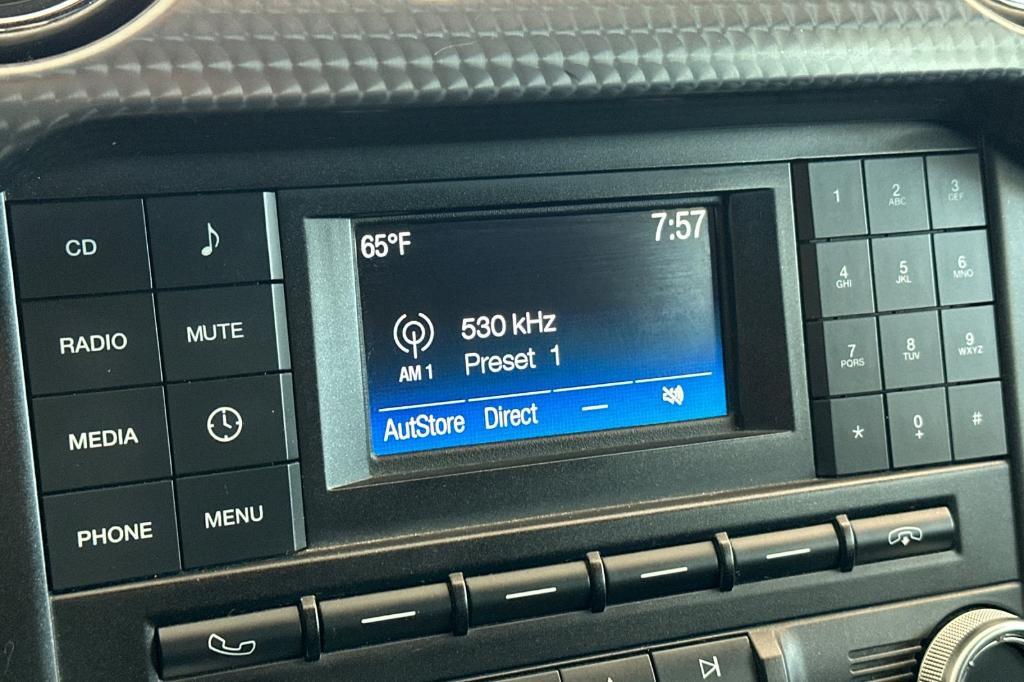 CD
RADIO
MUTE
MEDIA
PHONE
MENU
65°F
7:57
530 kHz
AM 1
Preset 1
AutStore Direct —
1
2 ABC
3 DEF
4 GHI
5 JKL
6 MNO
7 PQRS
8 TUV
9 WXYZ
*
0 +
#